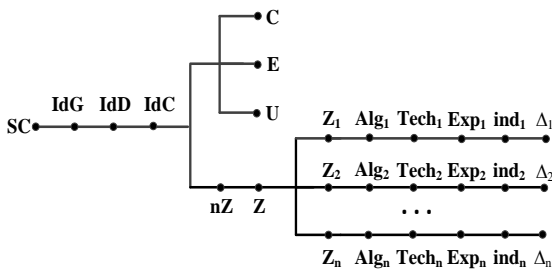 C
IdG IdD IdC
E
SC
U
Z₁ Alg₁ Tech₁ Exp₁ ind₁ Δ₁
Z₂ Alg₂ Tech₂ Exp₂ ind₂ Δ₂
nZ Z
...
Zₙ Algₙ Techₙ Expₙ indₙ Δₙ